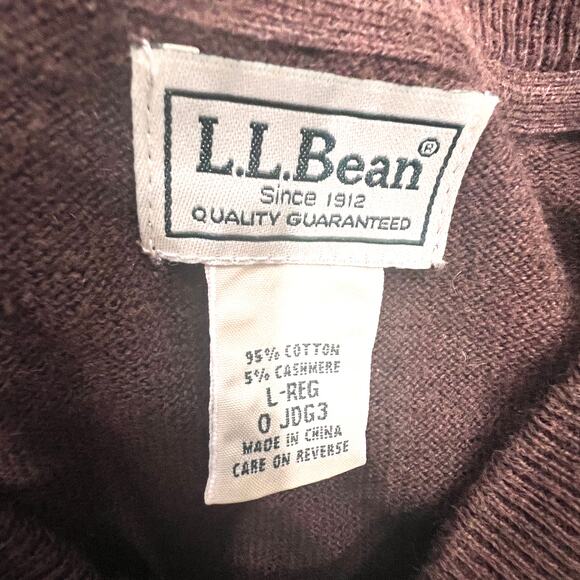 L.L.Bean®
Since 1912
QUALITY GUARANTEED
95% COTTON
5% CASHMERE
L-REG
0 JDG3
MADE IN CHINA
CARE ON REVERSE